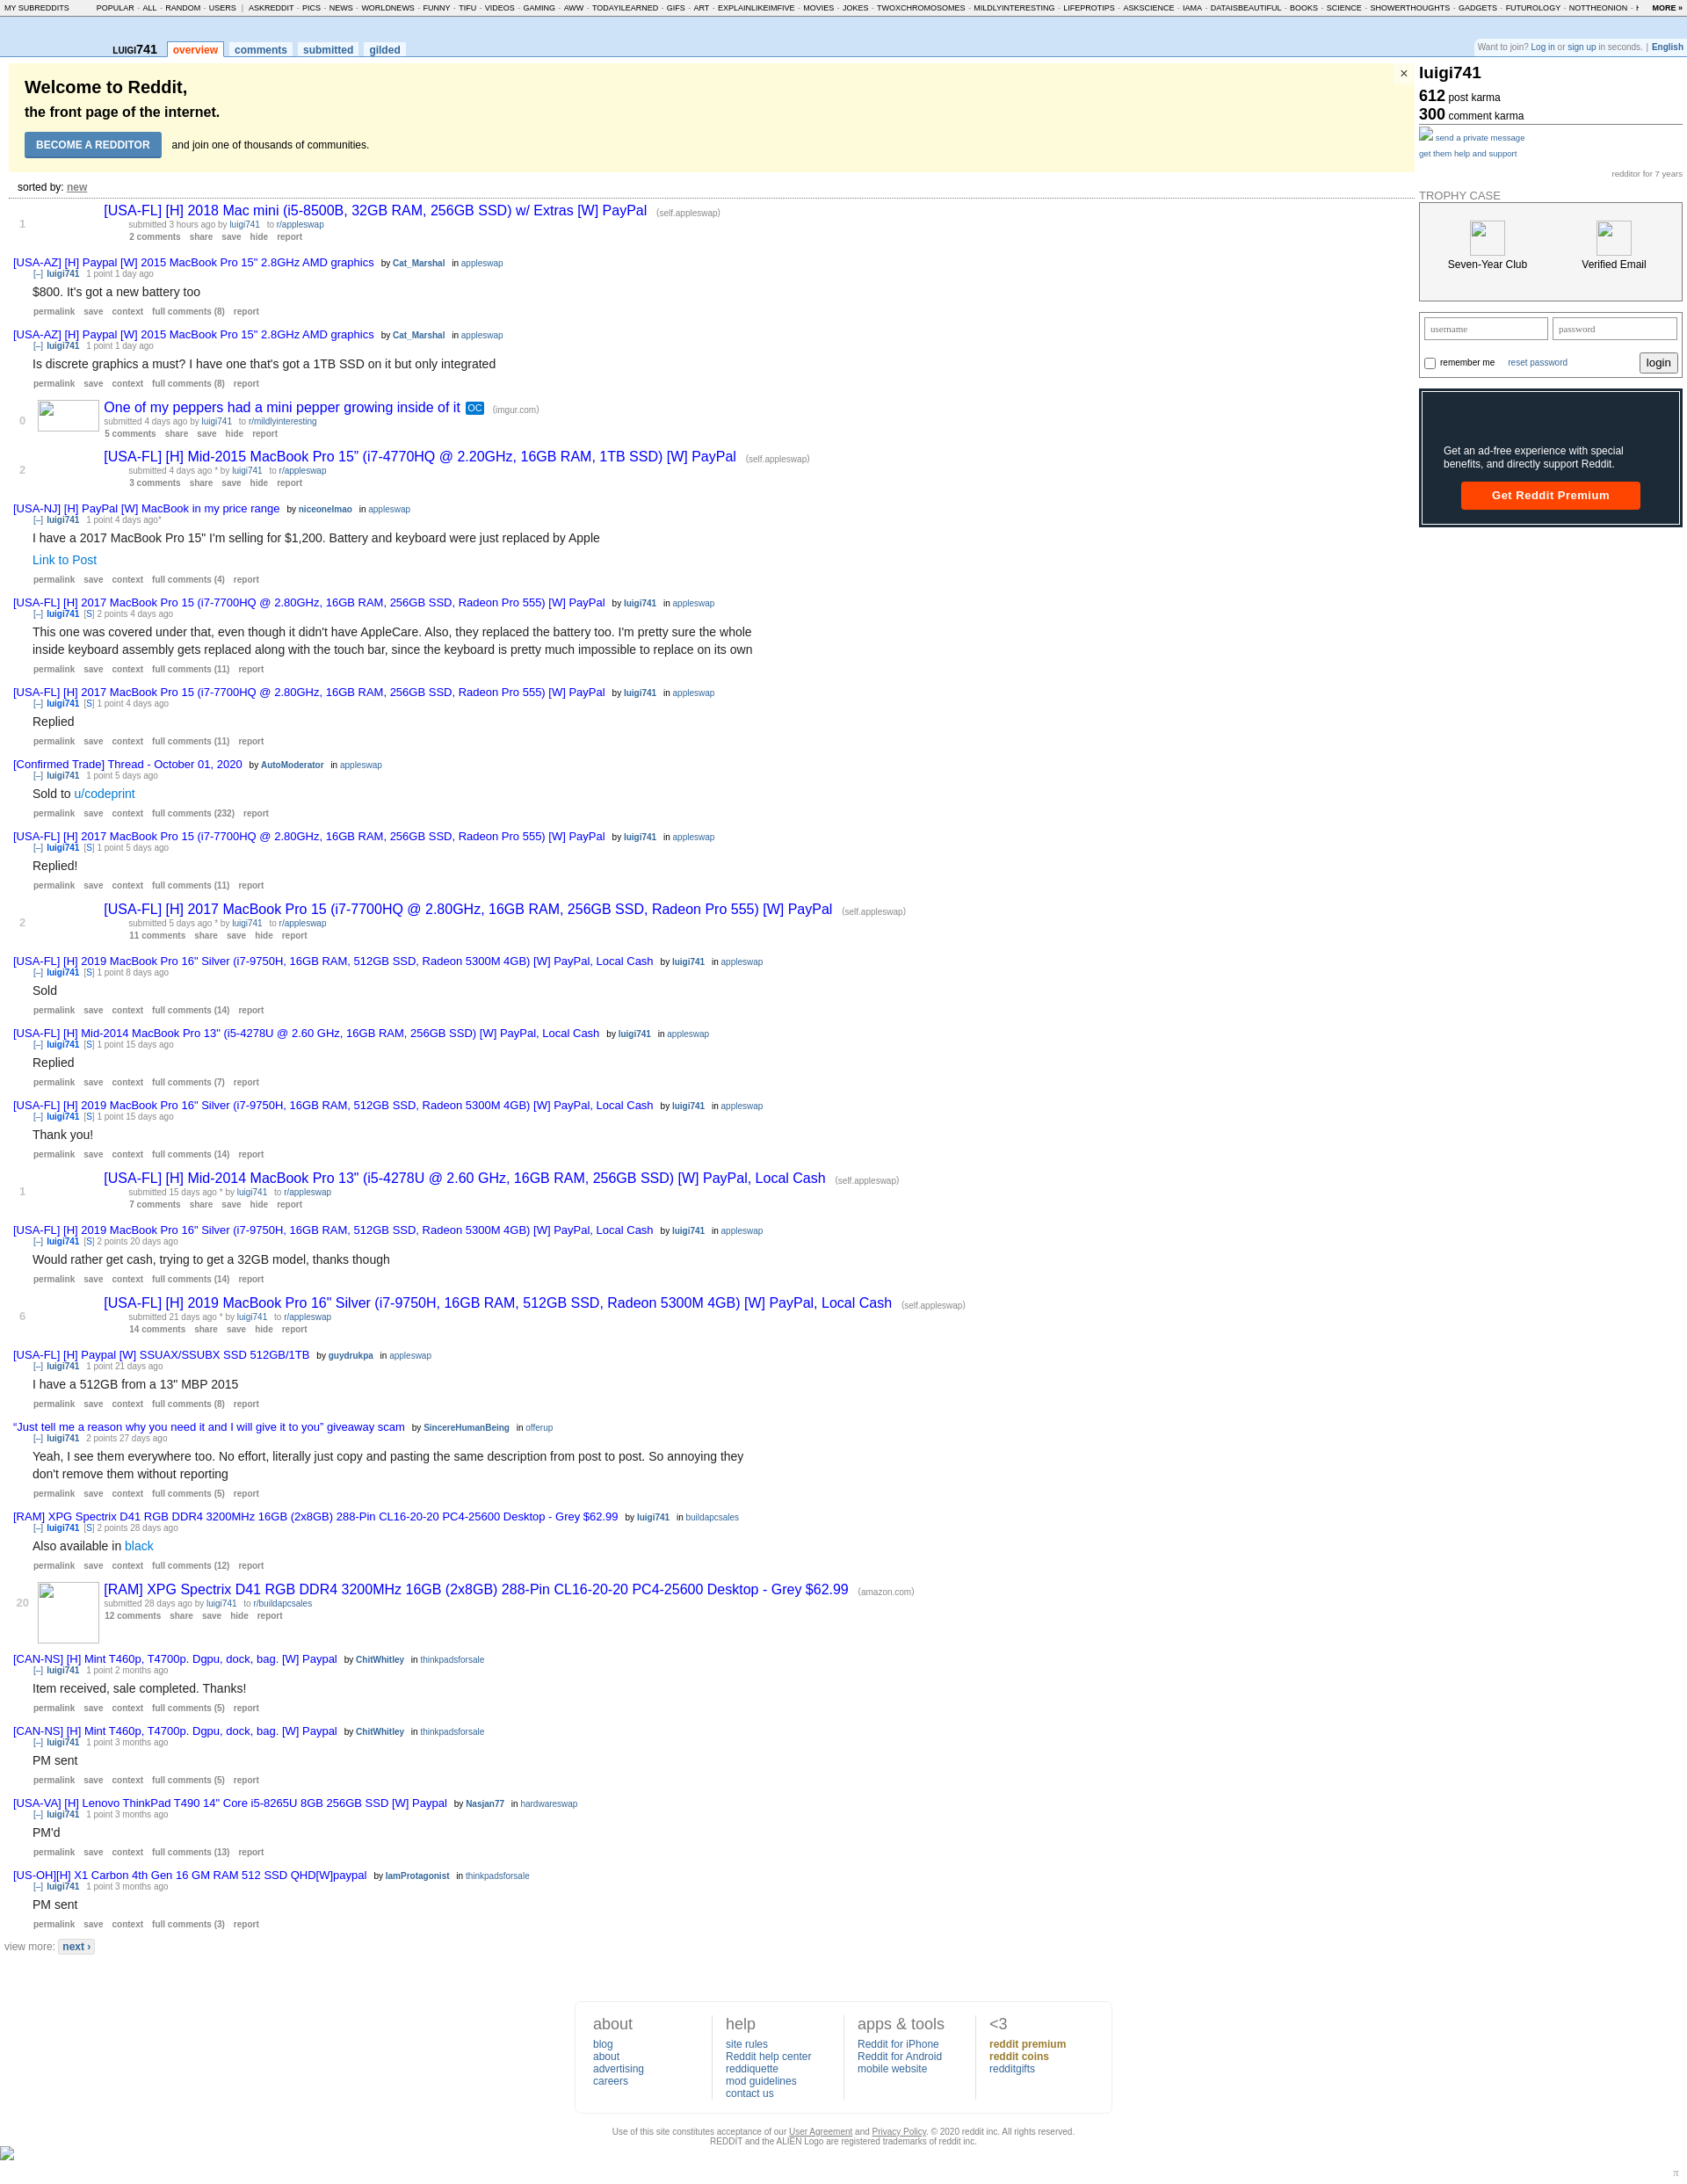 MY SUBREDDITS POPULAR - ALL - RANDOM - USERS | ASKREDDIT - PICS - NEWS - WORLDNEWS - FUNNY - TIFU - VIDEOS - GAMING - AWW - TODAYILEARNED - GIFS - ART - EXPLAINLIKEIMFIVE - MOVIES - JOKES - TWOXCHROMOSOMES - MILDLYINTERESTING - LIFEPROTIPS - ASKSCIENCE - IAMA - DATAISBEAUTIFUL - BOOKS - SCIENCE - SHOWERTHOUGHTS - GADGETS - FUTUROLOGY - NOTTHEONION - MORE »
LUIGI741 overview comments submitted gilded
Want to join? Log in or sign up in seconds. | English
Welcome to Reddit,
the front page of the internet.
BECOME A REDDITOR and join one of thousands of communities.
×
sorted by: new
1
[USA-FL] [H] 2018 Mac mini (i5-8500B, 32GB RAM, 256GB SSD) w/ Extras [W] PayPal (self.appleswap)
submitted 3 hours ago by luigi741 to r/appleswap
2 comments share save hide report
[USA-AZ] [H] Paypal [W] 2015 MacBook Pro 15" 2.8GHz AMD graphics by Cat_Marshal in appleswap
[–] luigi741 1 point 1 day ago
$800. It's got a new battery too
permalink save context full comments (8) report
[USA-AZ] [H] Paypal [W] 2015 MacBook Pro 15" 2.8GHz AMD graphics by Cat_Marshal in appleswap
[–] luigi741 1 point 1 day ago
Is discrete graphics a must? I have one that's got a 1TB SSD on it but only integrated
permalink save context full comments (8) report
0
One of my peppers had a mini pepper growing inside of it OC (imgur.com)
submitted 4 days ago by luigi741 to r/mildlyinteresting
5 comments share save hide report
2
[USA-FL] [H] Mid-2015 MacBook Pro 15” (i7-4770HQ @ 2.20GHz, 16GB RAM, 1TB SSD) [W] PayPal (self.appleswap)
submitted 4 days ago * by luigi741 to r/appleswap
3 comments share save hide report
[USA-NJ] [H] PayPal [W] MacBook in my price range by niceonelmao in appleswap
[–] luigi741 1 point 4 days ago*
I have a 2017 MacBook Pro 15" I'm selling for $1,200. Battery and keyboard were just replaced by Apple
Link to Post
permalink save context full comments (4) report
[USA-FL] [H] 2017 MacBook Pro 15 (i7-7700HQ @ 2.80GHz, 16GB RAM, 256GB SSD, Radeon Pro 555) [W] PayPal by luigi741 in appleswap
[–] luigi741 [S] 2 points 4 days ago
This one was covered under that, even though it didn't have AppleCare. Also, they replaced the battery too. I'm pretty sure the whole
inside keyboard assembly gets replaced along with the touch bar, since the keyboard is pretty much impossible to replace on its own
permalink save context full comments (11) report
[USA-FL] [H] 2017 MacBook Pro 15 (i7-7700HQ @ 2.80GHz, 16GB RAM, 256GB SSD, Radeon Pro 555) [W] PayPal by luigi741 in appleswap
[–] luigi741 [S] 1 point 4 days ago
Replied
permalink save context full comments (11) report
[Confirmed Trade] Thread - October 01, 2020 by AutoModerator in appleswap
[–] luigi741 1 point 5 days ago
Sold to u/codeprint
permalink save context full comments (232) report
[USA-FL] [H] 2017 MacBook Pro 15 (i7-7700HQ @ 2.80GHz, 16GB RAM, 256GB SSD, Radeon Pro 555) [W] PayPal by luigi741 in appleswap
[–] luigi741 [S] 1 point 5 days ago
Replied!
permalink save context full comments (11) report
2
[USA-FL] [H] 2017 MacBook Pro 15 (i7-7700HQ @ 2.80GHz, 16GB RAM, 256GB SSD, Radeon Pro 555) [W] PayPal (self.appleswap)
submitted 5 days ago * by luigi741 to r/appleswap
11 comments share save hide report
[USA-FL] [H] 2019 MacBook Pro 16" Silver (i7-9750H, 16GB RAM, 512GB SSD, Radeon 5300M 4GB) [W] PayPal, Local Cash by luigi741 in appleswap
[–] luigi741 [S] 1 point 8 days ago
Sold
permalink save context full comments (14) report
[USA-FL] [H] Mid-2014 MacBook Pro 13" (i5-4278U @ 2.60 GHz, 16GB RAM, 256GB SSD) [W] PayPal, Local Cash by luigi741 in appleswap
[–] luigi741 [S] 1 point 15 days ago
Replied
permalink save context full comments (7) report
[USA-FL] [H] 2019 MacBook Pro 16" Silver (i7-9750H, 16GB RAM, 512GB SSD, Radeon 5300M 4GB) [W] PayPal, Local Cash by luigi741 in appleswap
[–] luigi741 [S] 1 point 15 days ago
Thank you!
permalink save context full comments (14) report
1
[USA-FL] [H] Mid-2014 MacBook Pro 13" (i5-4278U @ 2.60 GHz, 16GB RAM, 256GB SSD) [W] PayPal, Local Cash (self.appleswap)
submitted 15 days ago * by luigi741 to r/appleswap
7 comments share save hide report
[USA-FL] [H] 2019 MacBook Pro 16" Silver (i7-9750H, 16GB RAM, 512GB SSD, Radeon 5300M 4GB) [W] PayPal, Local Cash by luigi741 in appleswap
[–] luigi741 [S] 2 points 20 days ago
Would rather get cash, trying to get a 32GB model, thanks though
permalink save context full comments (14) report
6
[USA-FL] [H] 2019 MacBook Pro 16" Silver (i7-9750H, 16GB RAM, 512GB SSD, Radeon 5300M 4GB) [W] PayPal, Local Cash (self.appleswap)
submitted 21 days ago * by luigi741 to r/appleswap
14 comments share save hide report
[USA-FL] [H] Paypal [W] SSUAX/SSUBX SSD 512GB/1TB by guydrukpa in appleswap
[–] luigi741 1 point 21 days ago
I have a 512GB from a 13" MBP 2015
permalink save context full comments (8) report
“Just tell me a reason why you need it and I will give it to you” giveaway scam by SincereHumanBeing in offerup
[–] luigi741 2 points 27 days ago
Yeah, I see them everywhere too. No effort, literally just copy and pasting the same description from post to post. So annoying they
don't remove them without reporting
permalink save context full comments (5) report
[RAM] XPG Spectrix D41 RGB DDR4 3200MHz 16GB (2x8GB) 288-Pin CL16-20-20 PC4-25600 Desktop - Grey $62.99 by luigi741 in buildapcsales
[–] luigi741 [S] 2 points 28 days ago
Also available in black
permalink save context full comments (12) report
20
[RAM] XPG Spectrix D41 RGB DDR4 3200MHz 16GB (2x8GB) 288-Pin CL16-20-20 PC4-25600 Desktop - Grey $62.99 (amazon.com)
submitted 28 days ago by luigi741 to r/buildapcsales
12 comments share save hide report
[CAN-NS] [H] Mint T460p, T4700p. Dgpu, dock, bag. [W] Paypal by ChitWhitley in thinkpadsforsale
[–] luigi741 1 point 2 months ago
Item received, sale completed. Thanks!
permalink save context full comments (5) report
[CAN-NS] [H] Mint T460p, T4700p. Dgpu, dock, bag. [W] Paypal by ChitWhitley in thinkpadsforsale
[–] luigi741 1 point 3 months ago
PM sent
permalink save context full comments (5) report
[USA-VA] [H] Lenovo ThinkPad T490 14" Core i5-8265U 8GB 256GB SSD [W] Paypal by Nasjan77 in hardwareswap
[–] luigi741 1 point 3 months ago
PM'd
permalink save context full comments (13) report
[US-OH][H] X1 Carbon 4th Gen 16 GM RAM 512 SSD QHD[W]paypal by IamProtagonist in thinkpadsforsale
[–] luigi741 1 point 3 months ago
PM sent
permalink save context full comments (3) report
view more: next ›
luigi741
612 post karma
300 comment karma
send a private message
get them help and support
redditor for 7 years
TROPHY CASE
Seven-Year Club Verified Email
username password
remember me reset password login
Get an ad-free experience with special
benefits, and directly support Reddit.
Get Reddit Premium
about
blog
about
advertising
careers
help
site rules
Reddit help center
reddiquette
mod guidelines
contact us
apps & tools
Reddit for iPhone
Reddit for Android
mobile website
<3
reddit premium
reddit coins
redditgifts
Use of this site constitutes acceptance of our User Agreement and Privacy Policy. © 2020 reddit inc. All rights reserved.
REDDIT and the ALIEN Logo are registered trademarks of reddit inc.
π